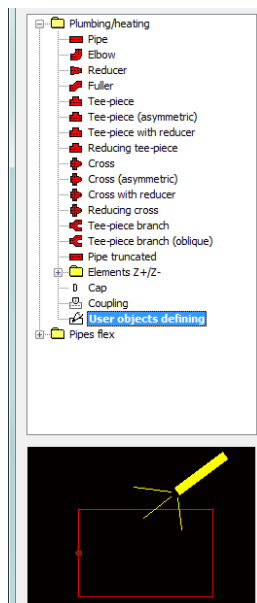 Plumbing/heating
Pipe
Elbow
Reducer
Fuller
Tee-piece
Tee-piece (asymmetric)
Tee-piece with reducer
Reducing tee-piece
Cross
Cross (asymmetric)
Cross with reducer
Reducing cross
Tee-piece branch
Tee-piece branch (oblique)
Pipe truncated
Elements Z+/Z-
Cap
Coupling
User objects defining
Pipes flex